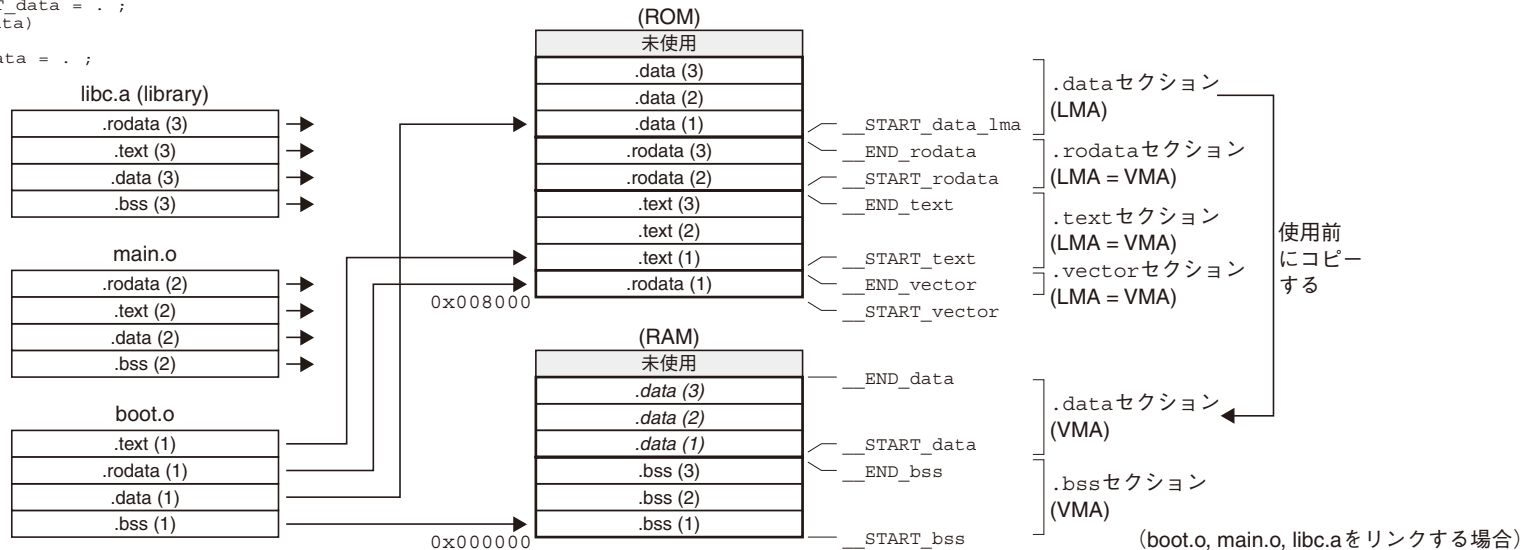 T_data = . ;
ata)
ata = . ;
libc.a (library)
.rodata (3)
.text (3)
.data (3)
.bss (3)
main.o
.rodata (2)
.text (2)
.data (2)
.bss (2)
boot.o
.text (1)
.rodata (1)
.data (1)
.bss (1)
(ROM)
未使用
.data (3)
.data (2)
.data (1)
.rodata (3)
.rodata (2)
.text (3)
.text (2)
.text (1)
.rodata (1)
0x008000
__START_data_lma
__END_rodata
__START_rodata
__END_text
__START_text
__END_vector
__START_vector
.dataセクション
(LMA)
.rodataセクション
(LMA = VMA)
.textセクション
(LMA = VMA)
.vectorセクション
(LMA = VMA)
使用前
にコピー
する
(RAM)
未使用
.data (3)
.data (2)
.data (1)
.bss (3)
.bss (2)
.bss (1)
0x000000
__END_data
__START_data
__END_bss
__START_bss
.dataセクション
(VMA)
.bssセクション
(VMA)
（boot.o, main.o, libc.aをリンクする場合）